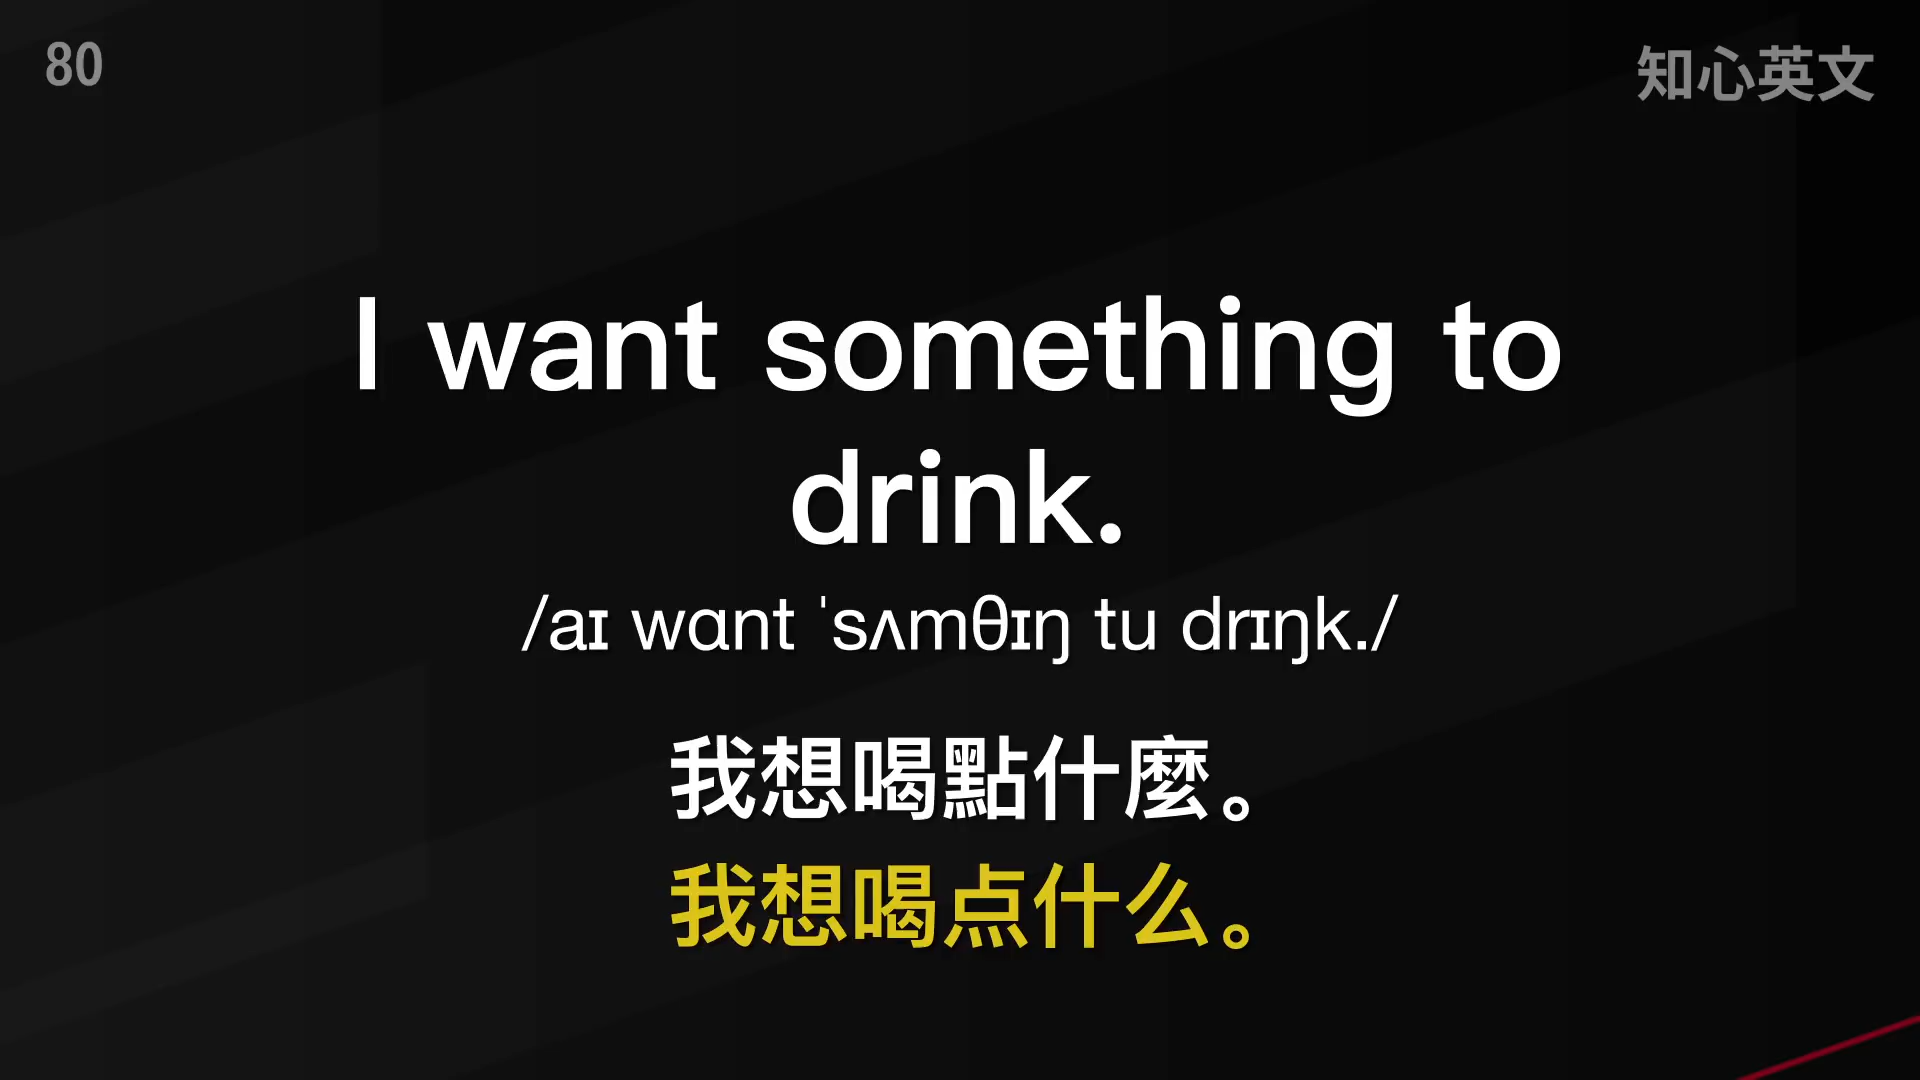 80
知心英文
I want something to
drink.
/aɪ wɑnt ˈsʌmθɪŋ tu drɪŋk./
我想喝點什麼。
我想喝点什么。